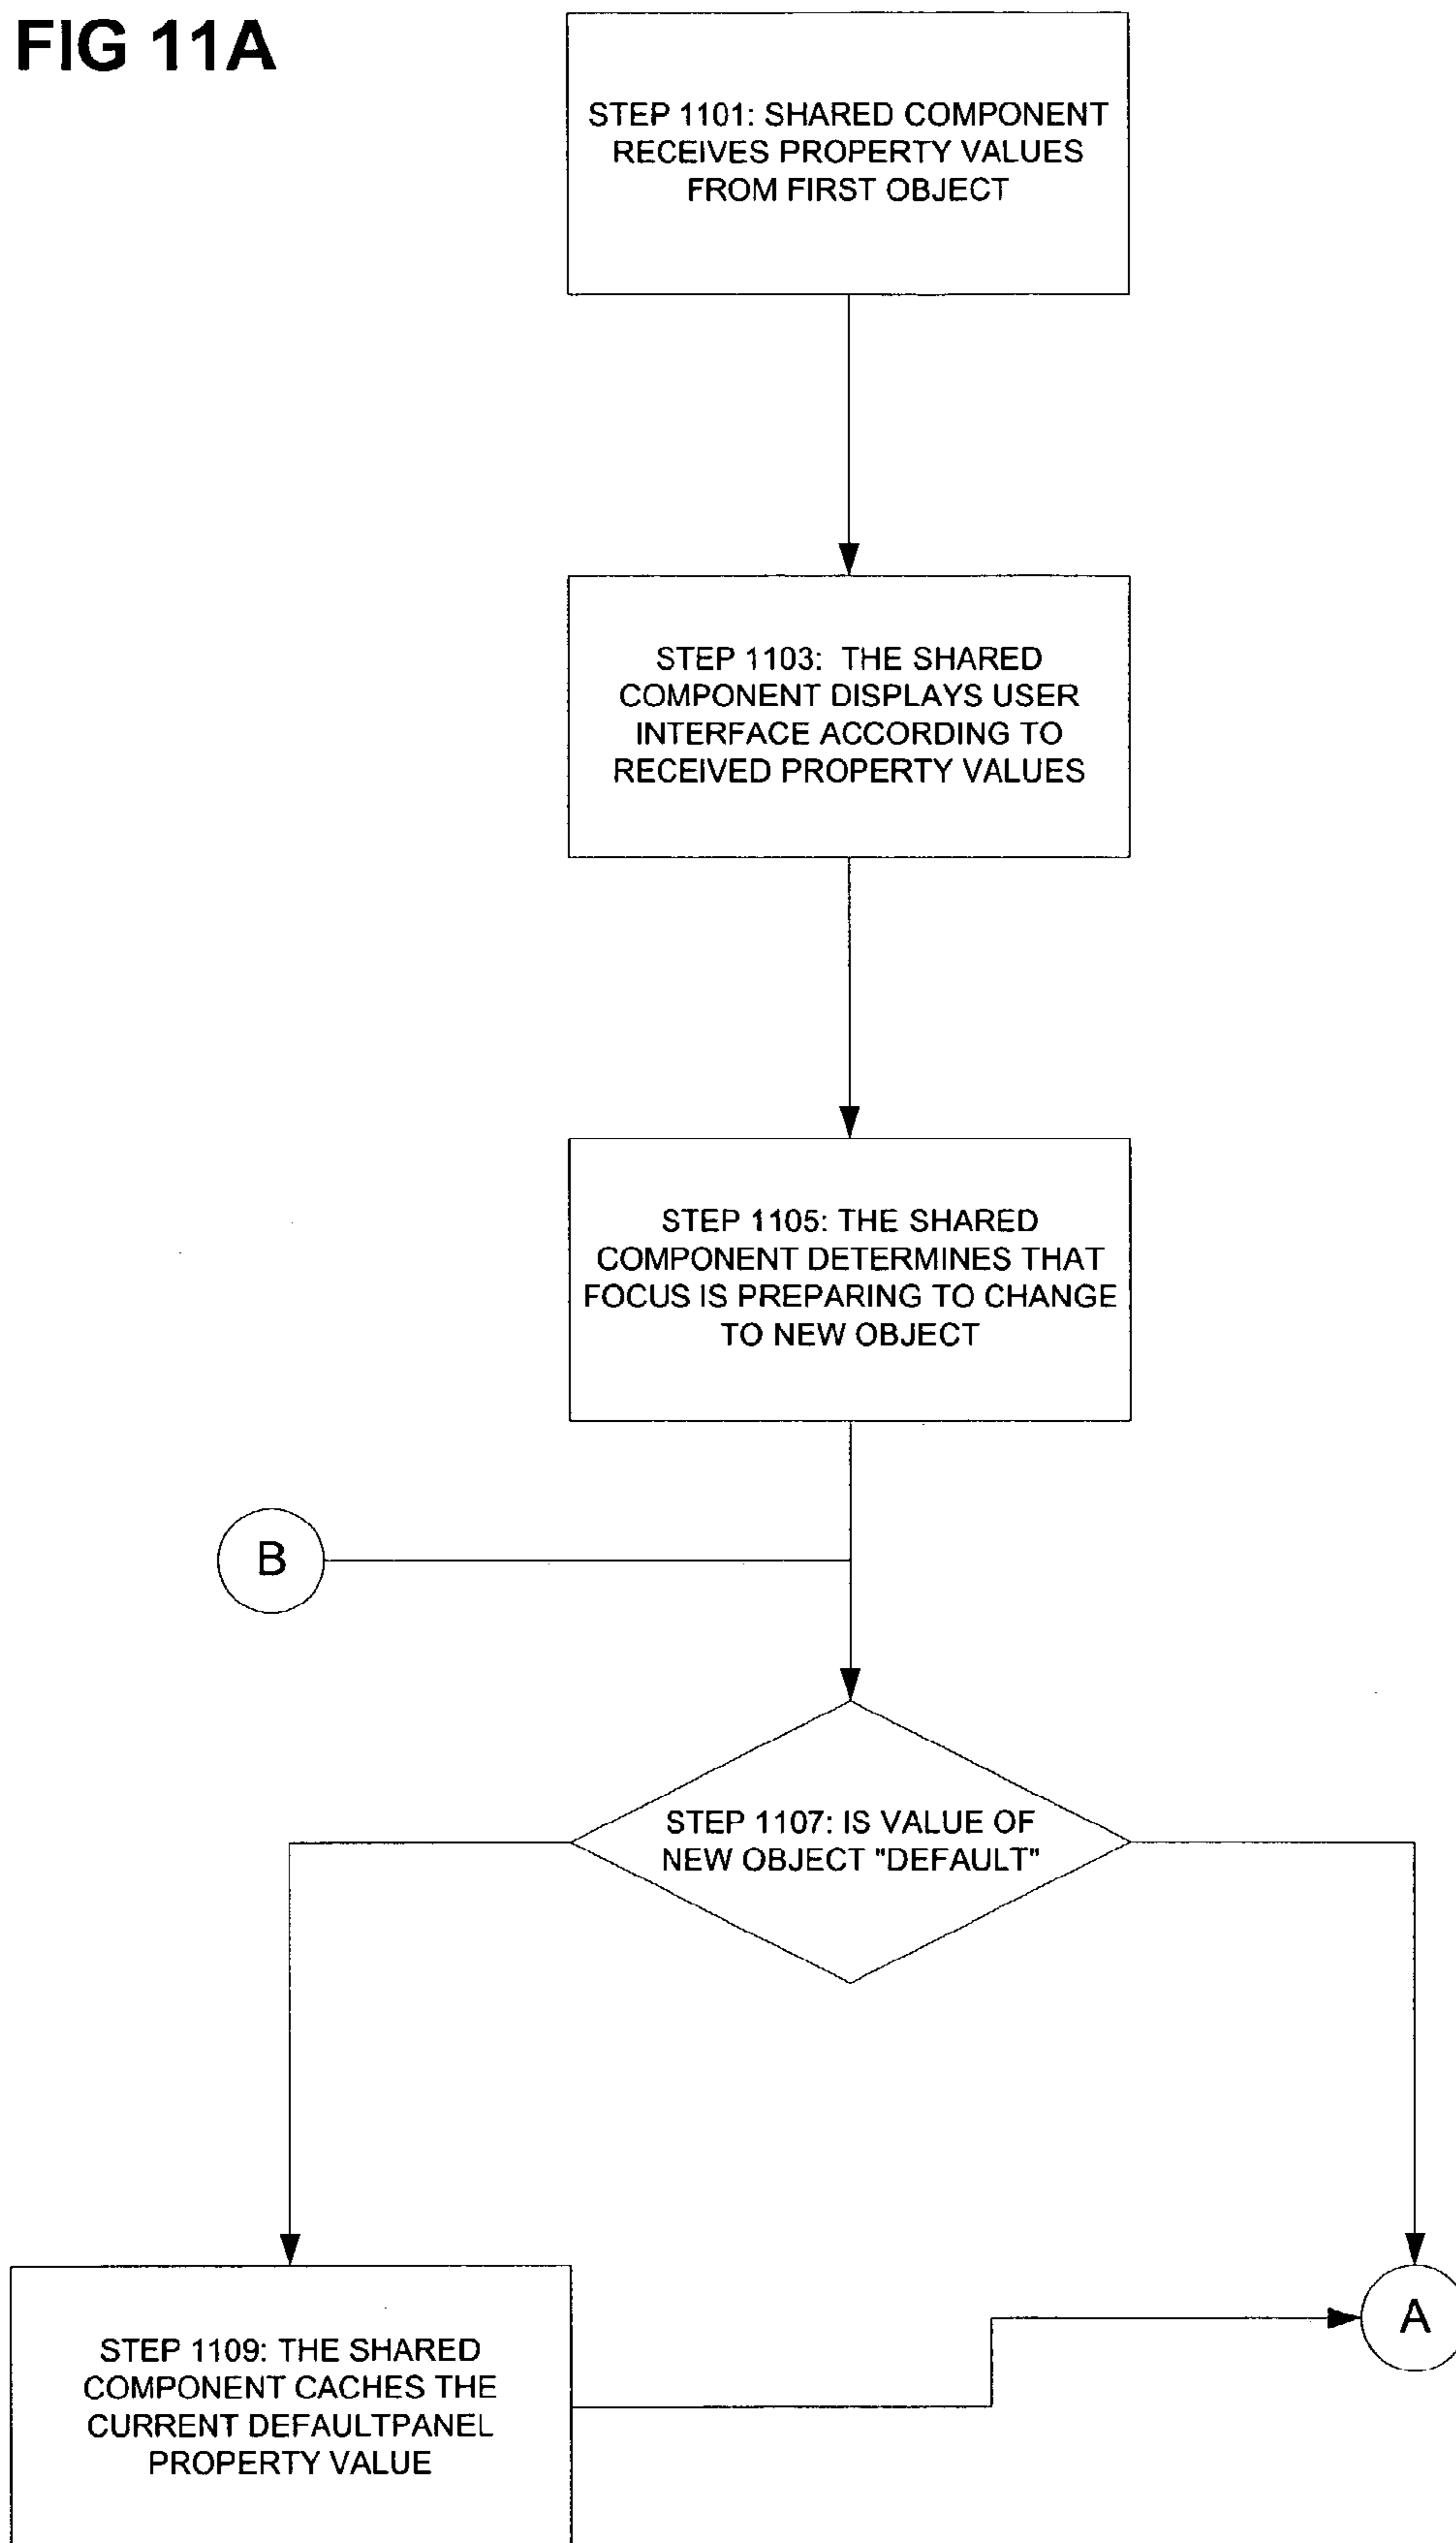 FIG 11A
STEP 1101: SHARED COMPONENT
RECEIVES PROPERTY VALUES
FROM FIRST OBJECT
STEP 1103: THE SHARED
COMPONENT DISPLAYS USER
INTERFACE ACCORDING TO
RECEIVED PROPERTY VALUES
STEP 1105: THE SHARED
COMPONENT DETERMINES THAT
FOCUS IS PREPARING TO CHANGE
TO NEW OBJECT
B
STEP 1107: IS VALUE OF
NEW OBJECT "DEFAULT"
A
STEP 1109: THE SHARED
COMPONENT CACHES THE
CURRENT DEFAULTPANEL
PROPERTY VALUE